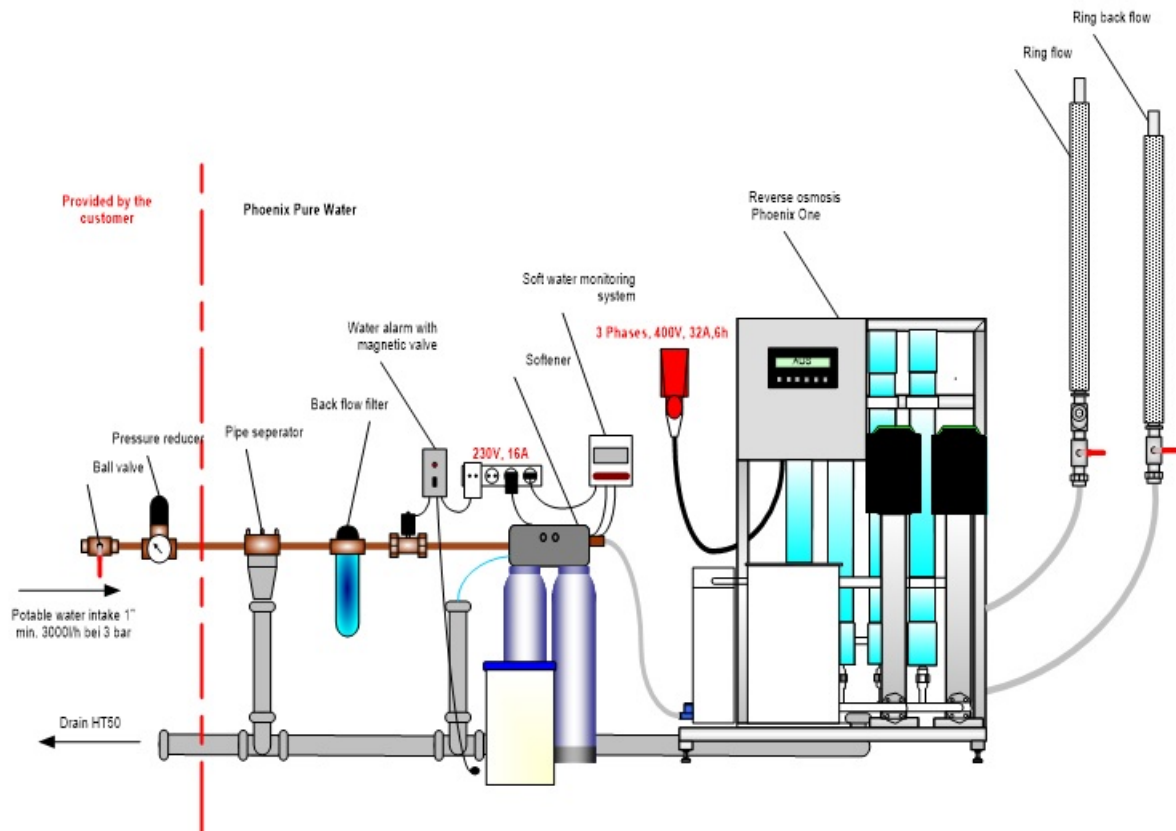 Ring back flow
Ring flow
Provided by the
customer
Phoenix Pure Water
Reverse osmosis
Phoenix One
Soft water monitoring
system
Water alarm with
magnetic valve
3 Phases, 400V, 32A,6h
Softener
Back flow filter
Pipe seperator
Pressure reducer
Ball valve
230V, 16A
Potable water intake 1"
min. 3000l/h bei 3 bar
Drain HT50